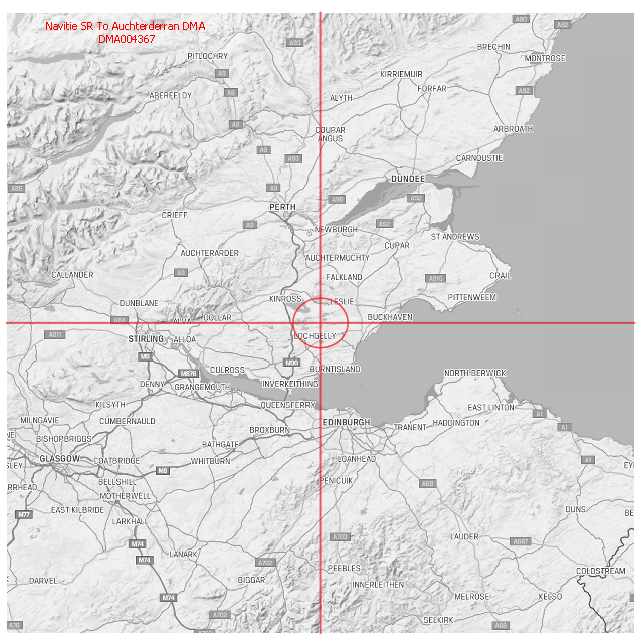 Navitie SR To Auchterderran DMA
DMA004367
A90
A92
A93
BRECHIN
PITLOCHRY
MONTROSE
A9
KIRRIEMUIR
FORFAR
ABERFELDY
A9
A92
ALYTH
A9
COUPAR
ANGUS
ARBROATH
A9
A93
CARNOUSTIE
DUNDEE
A85
A9
A90
A92
PERTH
CRIEFF
A9
A92
NEWBURGH
ST ANDREWS
CUPAR
AUCHTERARDER
AUCHTERMUCHTY
CALLANDER
A9
FALKLAND
A915
CRAIL
KINROSS
LESLIE
PITTENWEEM
DUNBLANE
DOLLAR
BUCKHAVEN
A811
STIRLING
ALLOA
LOCHGELLY
M9
M90
CULROSS
BURNTISLAND
NORTH BERWICK
M876
DENNY
GRANGEMOUTH
INVERKEITHING
KILSYTH
QUEENSFERRY
EAST LINTON
A1
MILNGAVIE
CUMBERNAULD
EDINBURGH
HADDINGTON
TRANENT
A1
BROXBURN
BISHOPBRIGGS
BATHGATE
GLASGOW
COATBRIDGE
WHITBURN
LOANHEAD
A1
M8
BELLSHILL
PENICUIK
A68
RRHEAD
MOTHERWELL
EAST KILBRIDE
DUNS
M77
LARKHALL
A703
LAUDER
A697
M74
LANARK
M74
A702
PEEBLES
COLDSTREAM
DARVEL
BIGGAR
INNERLEITHEN
M74
MELROSE
KELSO
A702
SELKIRK
A68
A76